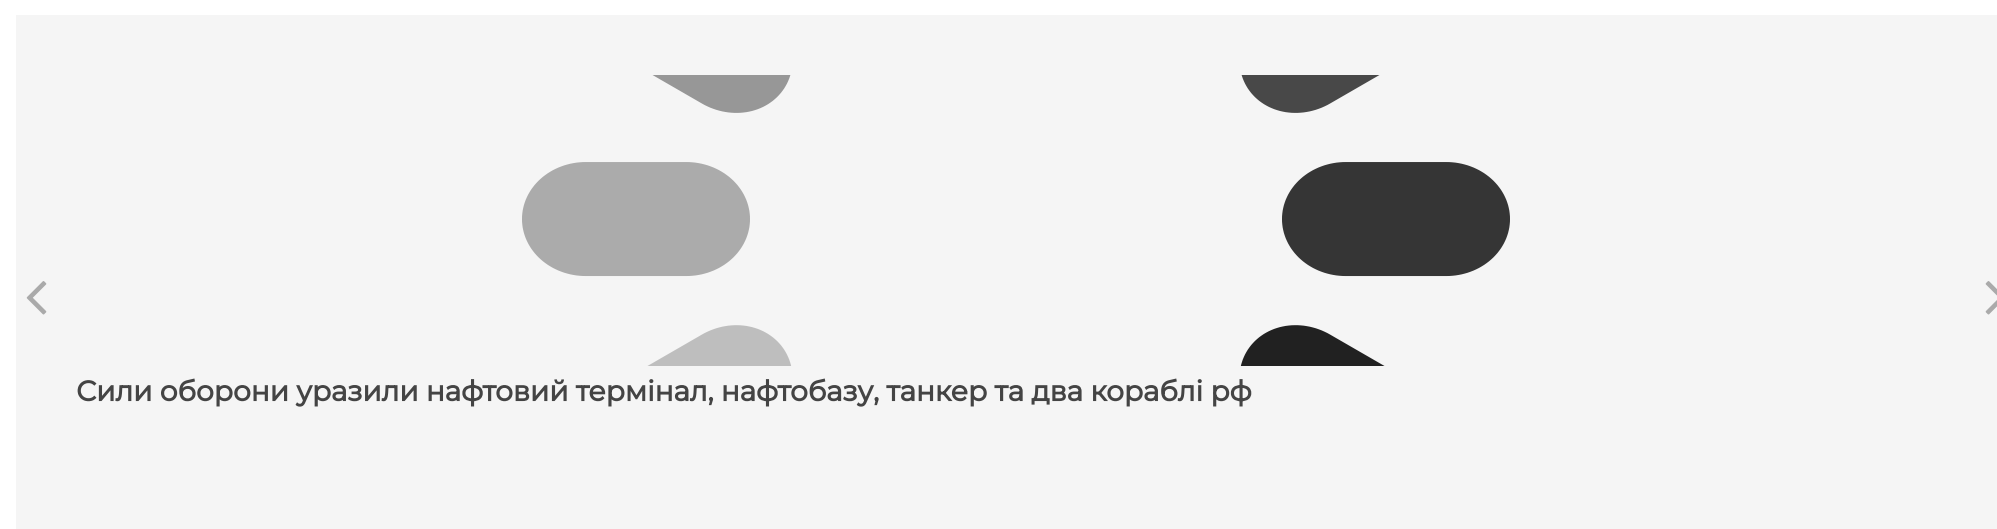 Сили оборони уразили нафтовий термінал, нафтобазу, танкер та два кораблі рф